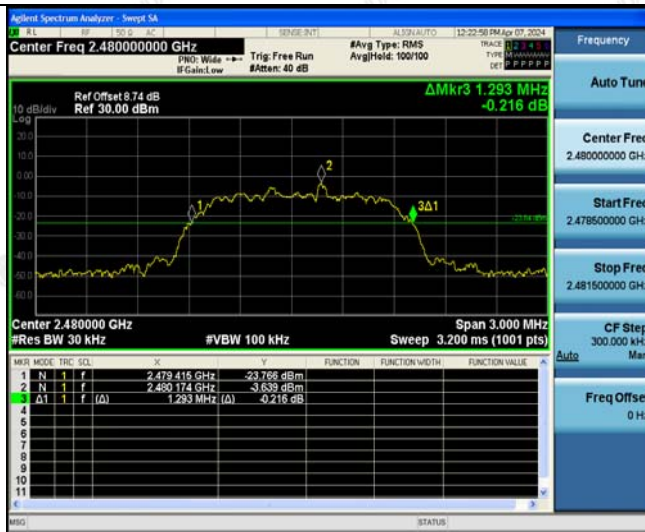 Agilent Spectrum Analyzer - Swept SA
RL RF 50 Ω AC SENSE:INT ALIGN AUTO 12:22:58 PM Apr 07, 2024
Center Freq 2.480000000 GHz
#Avg Type: RMS
TRACE 1 2 3 4 5 6
PNO: Wide
Trig: Free Run
Avg|Hold: 100/100
TYPE
IFGain:Low
#Atten: 40 dB
DET P P P P P P
ΔMkr3 1.293 MHz
-0.216 dB
Ref Offset 8.74 dB
10 dB/div Ref 30.00 dBm
Log
20.0
10.0
0.00
-10.0
-20.0
-30.0
-40.0
-50.0
-60.0
1
2
3Δ1
Center 2.480000 GHz Span 3.000 MHz
#Res BW 30 kHz #VBW 100 kHz Sweep 3.200 ms (1001 pts)
MKR MODE TRC SCL X Y FUNCTION FUNCTION WIDTH FUNCTION VALUE
1 N 1 f 2.479 415 GHz -23.766 dBm
2 N 1 f 2.480 174 GHz -3.639 dBm
3 Δ1 1 f (Δ) 1.293 MHz (Δ) -0.216 dB
4
5
6
7
8
9
10
11
MSG STATUS
Frequency
Auto Tune
Center Freq
2.480000000 GHz
Start Freq
2.478500000 GHz
Stop Freq
2.481500000 GHz
CF Step
300.000 kHz
Auto Man
Freq Offset
0 Hz